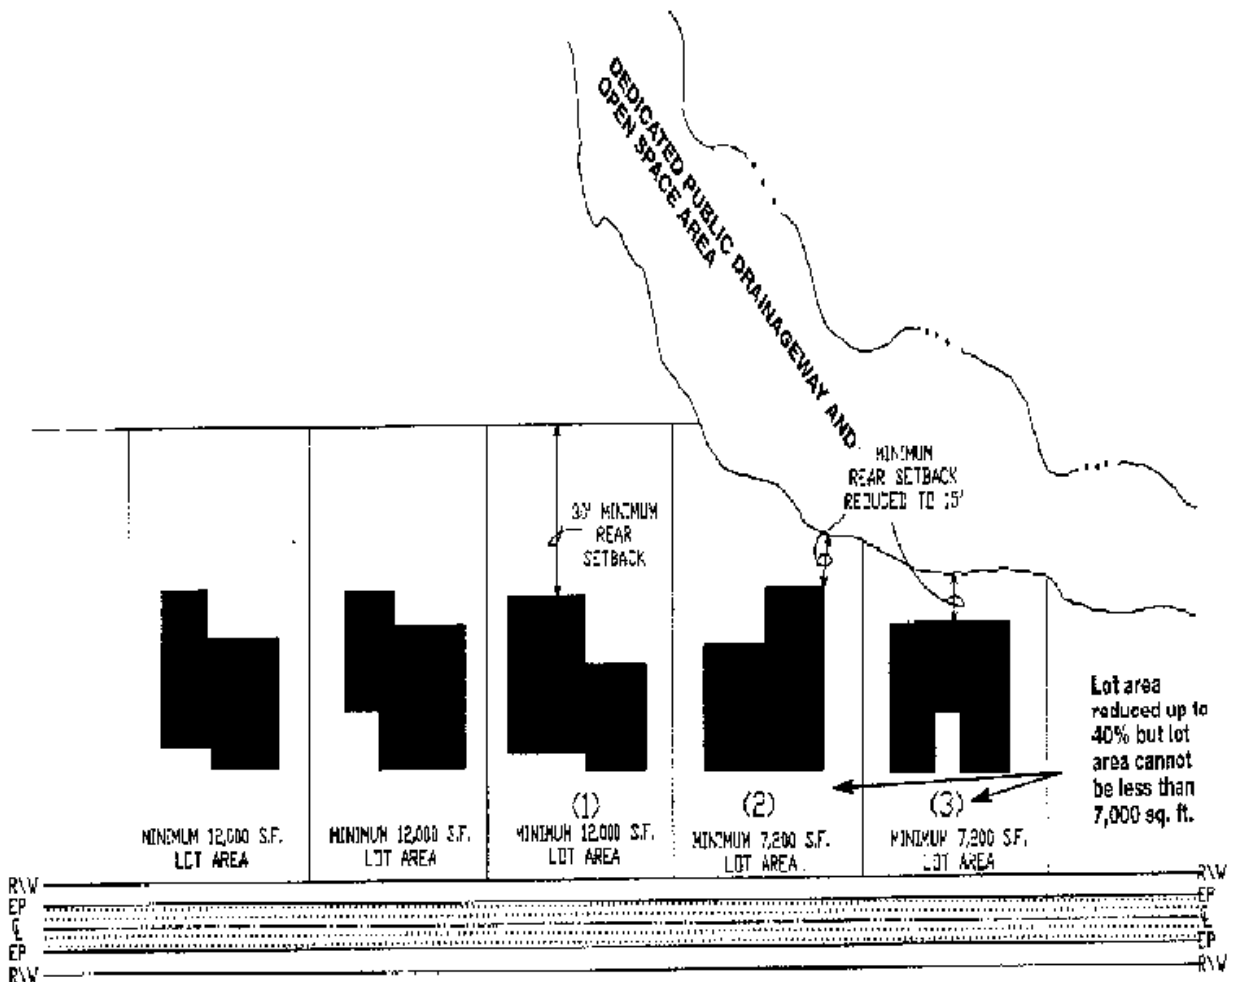 DEDICATED PUBLIC DRAINAGEWAY AND
OPEN SPACE AREA
MINIMUM
REAR SETBACK
REDUCED TO 15'
30' MINIMUM
REAR
SETBACK
Lot area
reduced up to
40% but lot
area cannot
be less than
7,000 sq. ft.
(1)
(2)
(3)
MINIMUM 12,000 S.F.
LOT AREA
MINIMUM 12,000 S.F.
LOT AREA
MINIMUM 12,000 S.F.
LOT AREA
MINIMUM 7,200 S.F.
LOT AREA.
MINIMUM 7,200 S.F.
LOT AREA
R\W
R\W
EP
EP
℄
℄
EP
EP
R\W
R\W